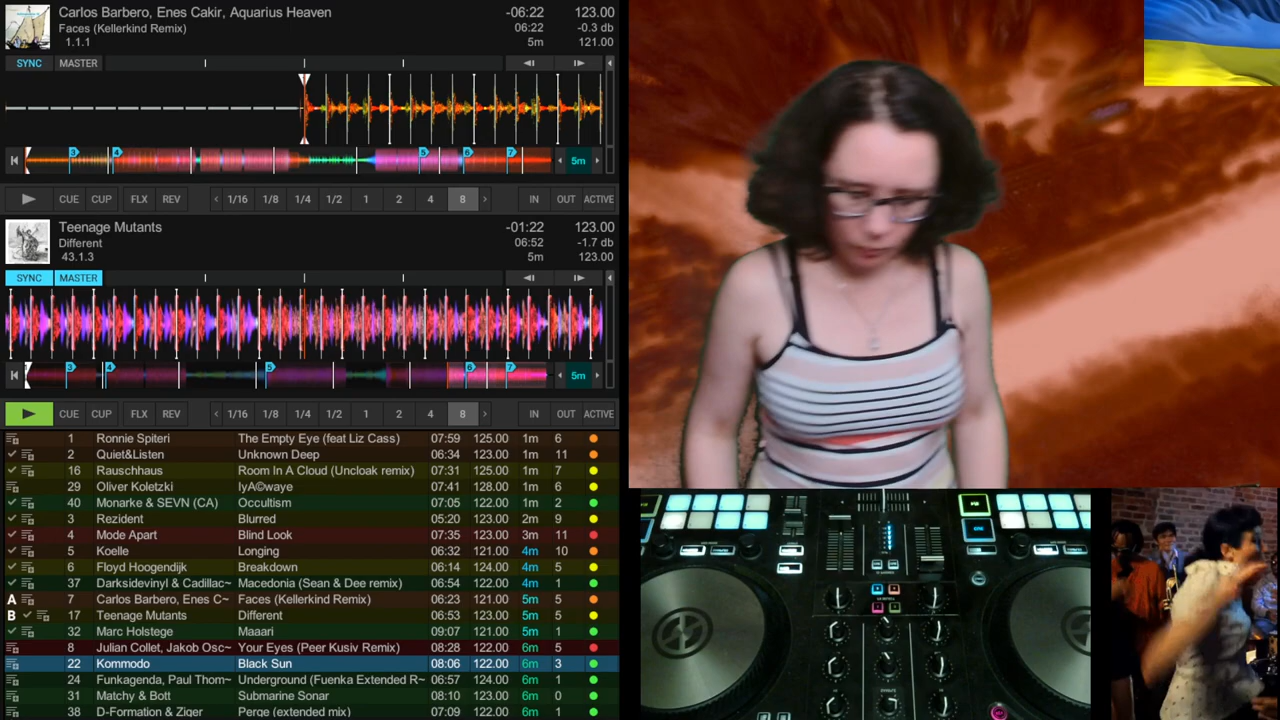 Carlos Barbero, Enes Cakir, Aquarius Heaven -06:22 123.00
Faces (Kellerkind Remix) 06:22 -0.3 db
1.1.1 5m 121.00
SYNC MASTER
3 4 5 6 7 5m
CUE CUP FLX REV 1/16 1/8 1/4 1/2 1 2 4 8 IN OUT ACTIVE
Teenage Mutants -01:22 123.00
Different 06:52 -1.7 db
43.1.3 5m 123.00
SYNC MASTER
3 4 5 6 7 5m
CUE CUP FLX REV 1/16 1/8 1/4 1/2 1 2 4 8 IN OUT ACTIVE
1 Ronnie Spiteri The Empty Eye (feat Liz Cass) 07:59 125.00 1m 6
2 Quiet&Listen Unknown Deep 06:34 123.00 1m 11
16 Rauschhaus Room In A Cloud (Uncloak remix) 07:31 125.00 1m 7
29 Oliver Koletzki IyA©waye 07:41 128.00 1m 6
40 Monarke & SEVN (CA) Occultism 07:05 122.00 1m 2
3 Rezident Blurred 05:20 123.00 2m 9
4 Mode Apart Blind Look 07:35 123.00 3m 11
5 Koelle Longing 06:32 121.00 4m 10
6 Floyd Hoogendijk Breakdown 06:14 124.00 4m 5
37 Darksidevinyl & Cadillac~ Macedonia (Sean & Dee remix) 06:54 122.00 4m 1
A 7 Carlos Barbero, Enes C~ Faces (Kellerkind Remix) 06:23 121.00 5m 5
B 17 Teenage Mutants Different 06:53 123.00 5m 5
32 Marc Holstege Maaari 09:07 121.00 5m 1
8 Julian Collet, Jakob Osc~ Your Eyes (Peer Kusiv Remix) 08:28 122.00 6m 5
22 Kommodo Black Sun 08:06 122.00 6m 3
24 Funkagenda, Paul Thom~ Underground (Fuenka Extended R~ 06:57 124.00 6m 1
31 Matchy & Bott Submarine Sonar 08:10 123.00 6m 0
38 D-Formation & Ziger Perge (extended mix) 07:09 122.00 6m 1